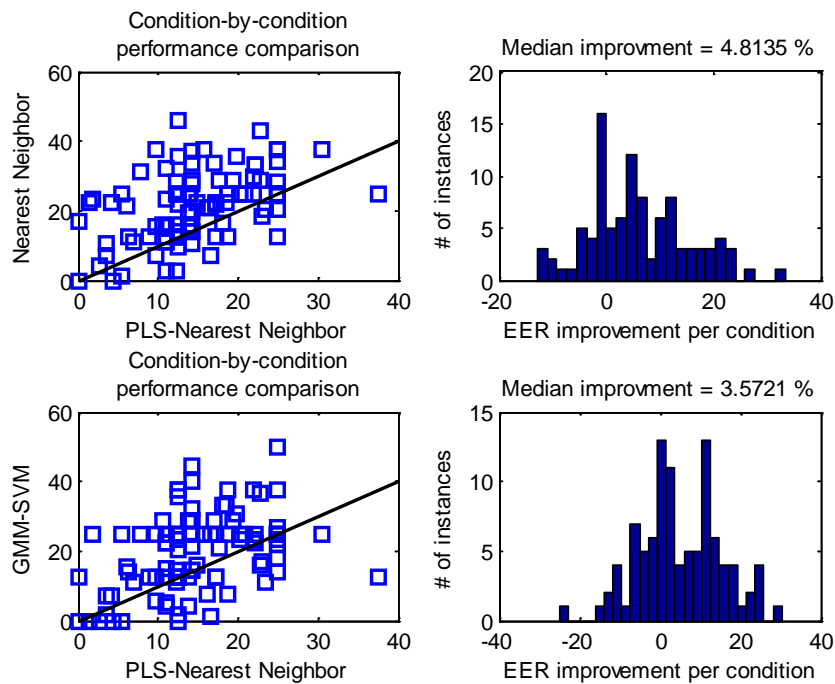 Condition-by-condition
performance comparison
Nearest Neighbor
60
40
20
0
0 10 20 30 40
PLS-Nearest Neighbor
Median improvment = 4.8135 %
# of instances
20
15
10
5
0
-20 0 20 40
EER improvement per condition
Condition-by-condition
performance comparison
GMM-SVM
60
40
20
0
0 10 20 30 40
PLS-Nearest Neighbor
Median improvment = 3.5721 %
# of instances
15
10
5
0
-40 -20 0 20 40
EER improvement per condition